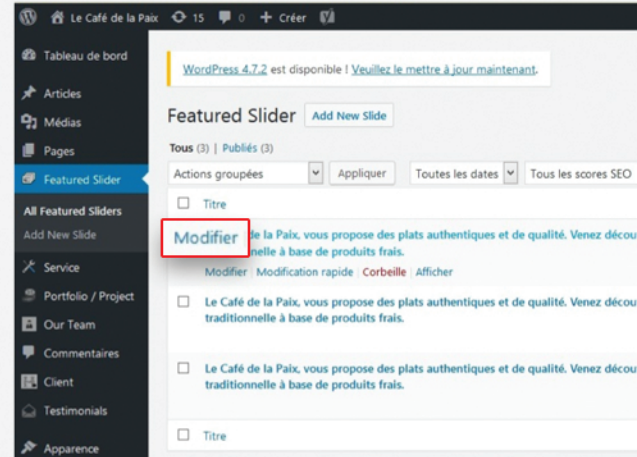 Le Café de la Paix 15 0 + Créer
Tableau de bord
Articles
Médias
Pages
Featured Slider
All Featured Sliders
Add New Slide
Service
Portfolio / Project
Our Team
Commentaires
Client
Testimonials
Apparence
WordPress 4.7.2 est disponible ! Veuillez le mettre à jour maintenant.
Featured Slider Add New Slide
Tous (3) | Publiés (3)
Actions groupées Appliquer Toutes les dates Tous les scores SEO
Titre
Modifier de la Paix, vous propose des plats authentiques et de qualité. Venez décou
nelle à base de produits frais.
Modifier | Modification rapide | Corbeille | Afficher
Le Café de la Paix, vous propose des plats authentiques et de qualité. Venez décou
traditionnelle à base de produits frais.
Le Café de la Paix, vous propose des plats authentiques et de qualité. Venez décou
traditionnelle à base de produits frais.
Titre